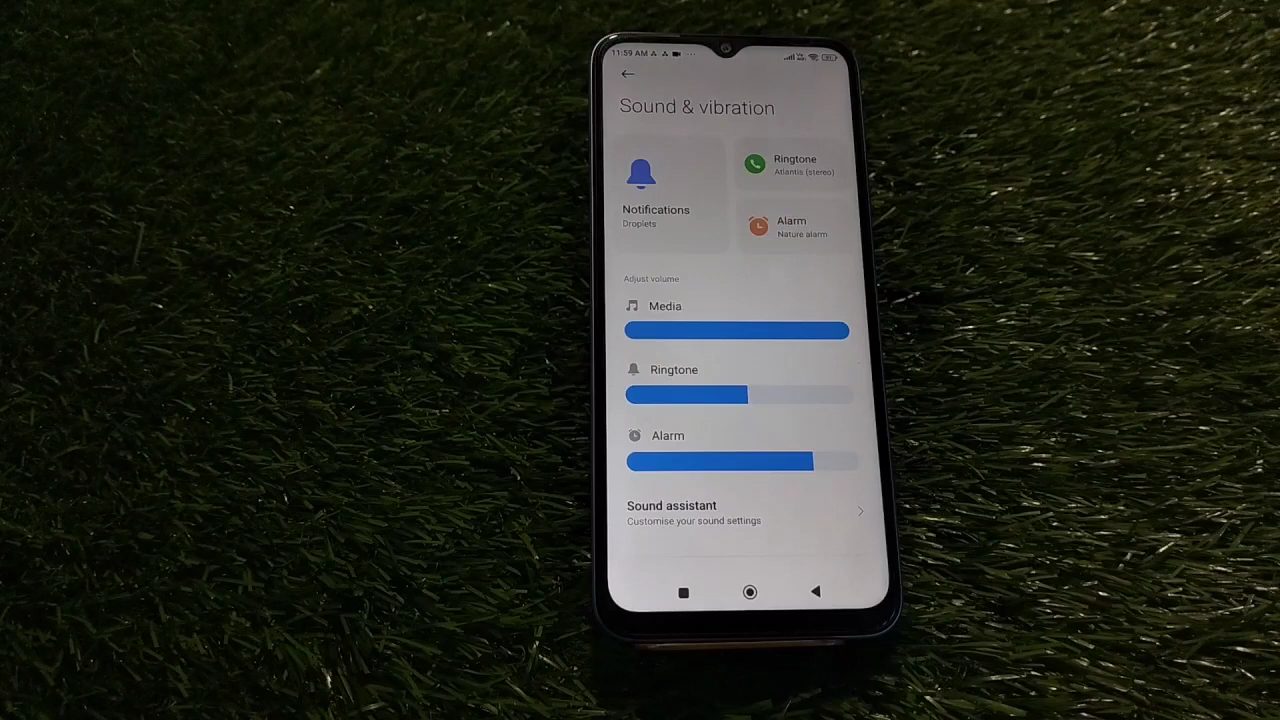 11:59 AM
Sound & vibration
Notifications
Droplets
Ringtone
Atlantis (stereo)
Alarm
Nature alarm
Adjust volume
Media
Ringtone
Alarm
Sound assistant
Customise your sound settings